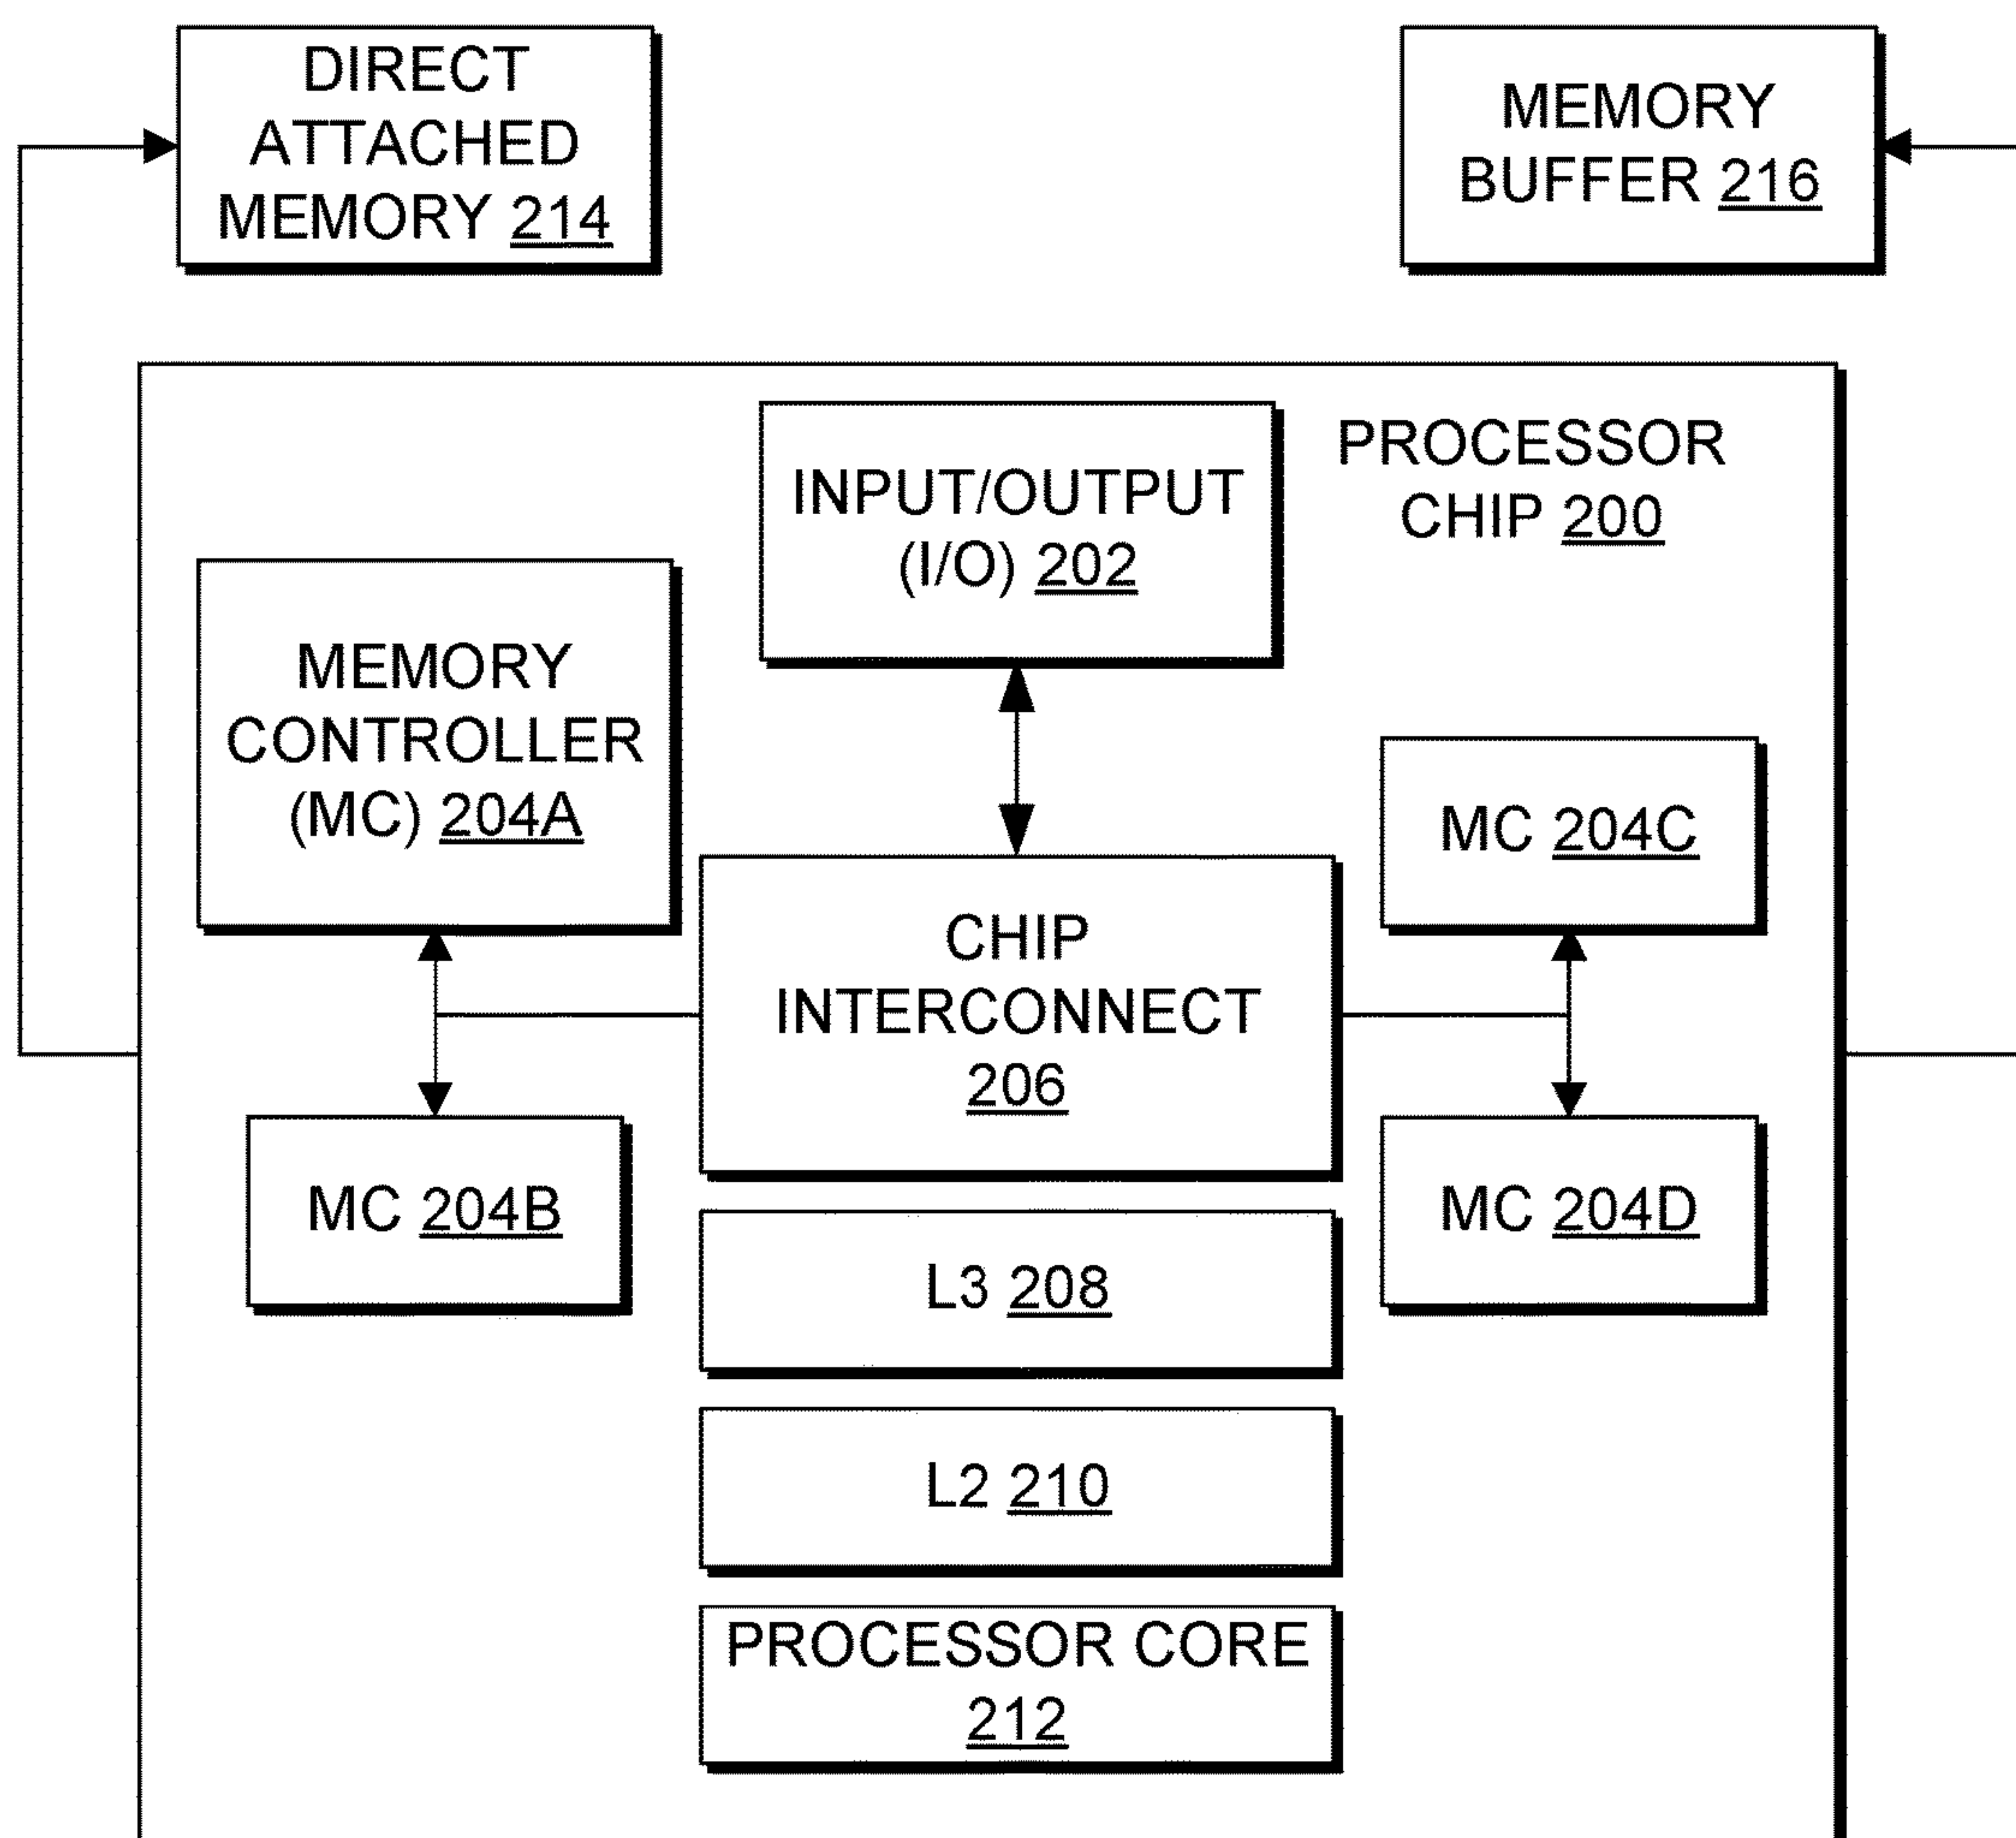 DIRECT
ATTACHED
MEMORY 214
MEMORY
BUFFER 216
PROCESSOR
CHIP 200
INPUT/OUTPUT
(I/O) 202
MEMORY
CONTROLLER
(MC) 204A
MC 204C
CHIP
INTERCONNECT
206
MC 204B
MC 204D
L3 208
L2 210
PROCESSOR CORE
212